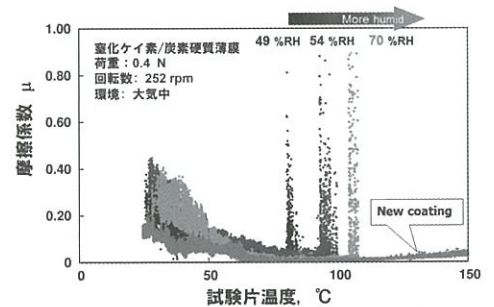 More humid
49 %RH 54 %RH 70 %RH
窒化ケイ素/炭素硬質薄膜
荷重：0.4 N
回転数: 252 rpm
環境: 大気中
New coating
摩擦係数 μ
1.00
0.80
0.60
0.40
0.20
0
0 50 100 150
試験片温度, ℃